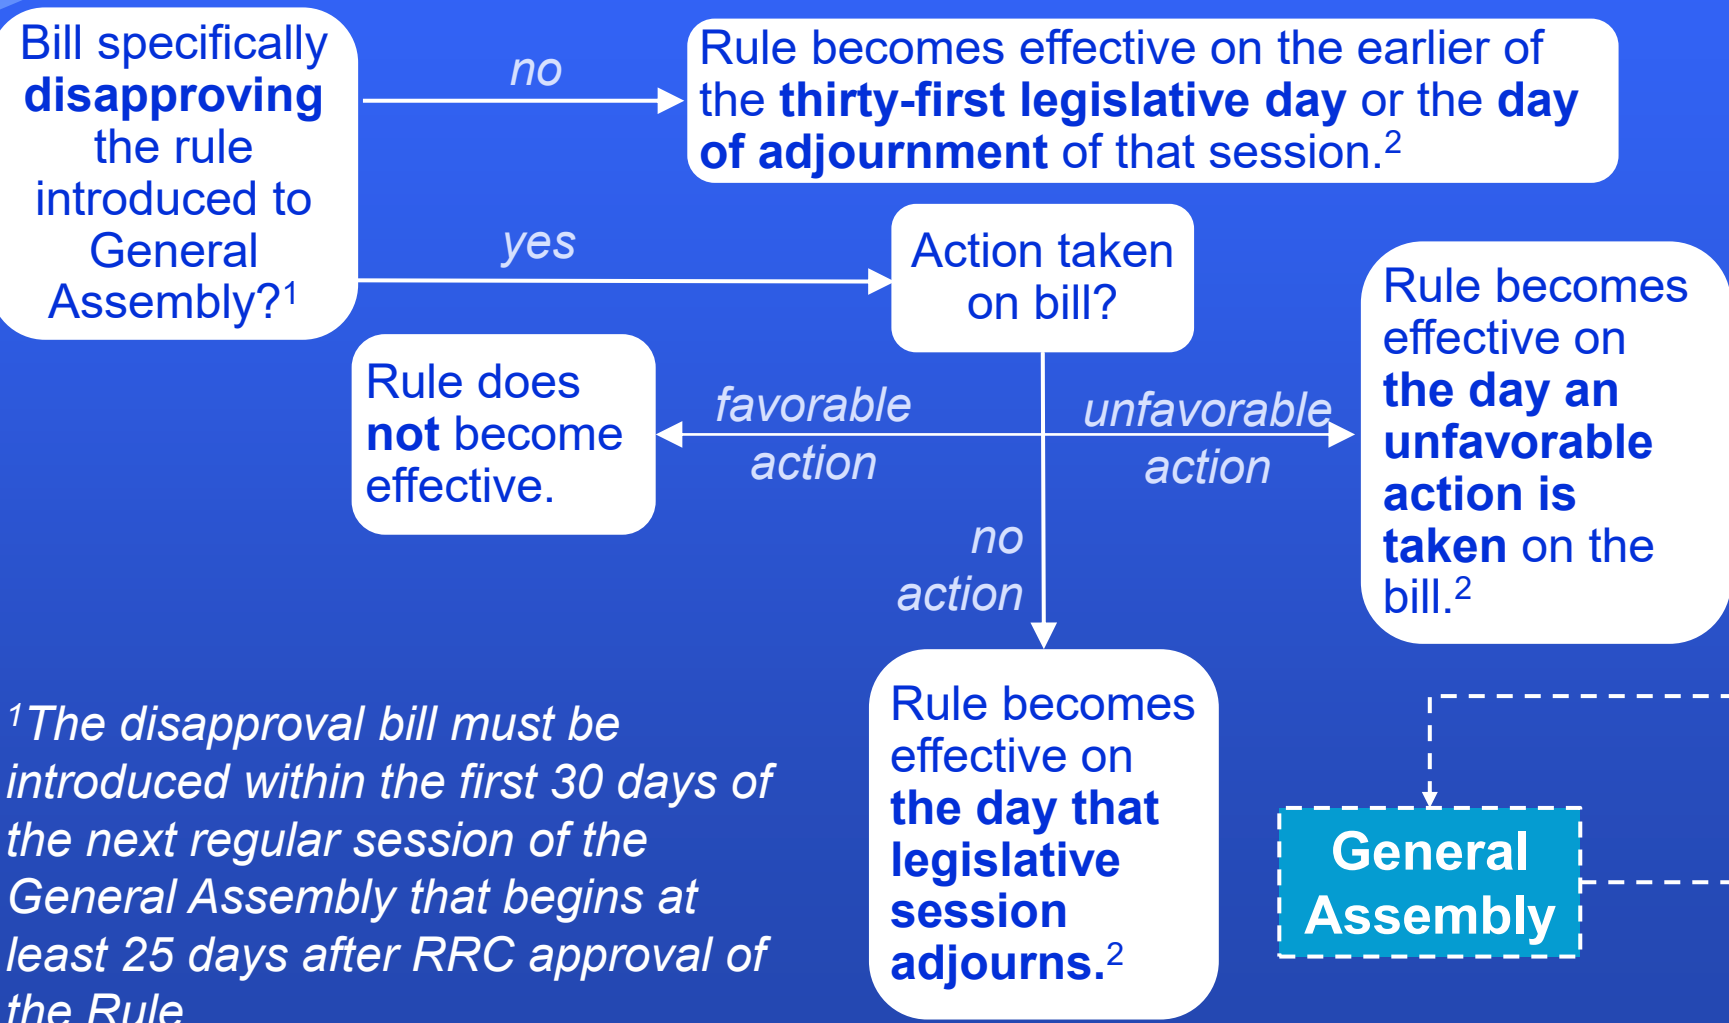 Bill specifically
disapproving
the rule
introduced to
General
Assembly?¹
no
Rule becomes effective on the earlier of
the thirty-first legislative day or the day
of adjournment of that session.²
yes
Action taken
on bill?
Rule does
not become
effective.
favorable
action
unfavorable
action
Rule becomes
effective on
the day an
unfavorable
action is
taken on the
bill.²
no
action
Rule becomes
effective on
the day that
legislative
session
adjourns.²
¹The disapproval bill must be
introduced within the first 30 days of
the next regular session of the
General Assembly that begins at
least 25 days after RRC approval of
the Rule
General
Assembly